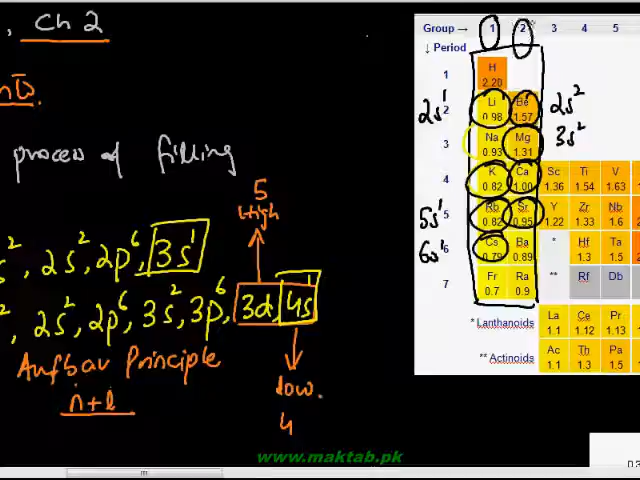 , Ch 2
process of filling
s², 2s², 2p⁶, 3s¹
5
High
2s², 2p⁶, 3s², 3p⁶, 3d, 4s¹
Aufbau Principle
n+l
low.
4
Group → 1 2 3 4 5
↓ Period
1 H 2.20
2s¹ 2 Li 0.98 Be 1.57 2s²
3 Na 0.93 Mg 1.31 3s²
4 K 0.82 Ca 1.00 Sc 1.36 Ti 1.54 V 1.63
5s¹ 5 Rb 0.82 Sr 0.95 Y 1.22 Zr 1.33 Nb 1.6
6s¹ 6 Cs 0.79 Ba 0.89 * Hf 1.3 Ta 1.5
7 Fr 0.7 Ra 0.9 ** Rf Db
* Lanthanoids La 1.1 Ce 1.12 Pr 1.13
** Actinoids Ac 1.1 Th 1.3 Pa 1.5
www.maktab.pk